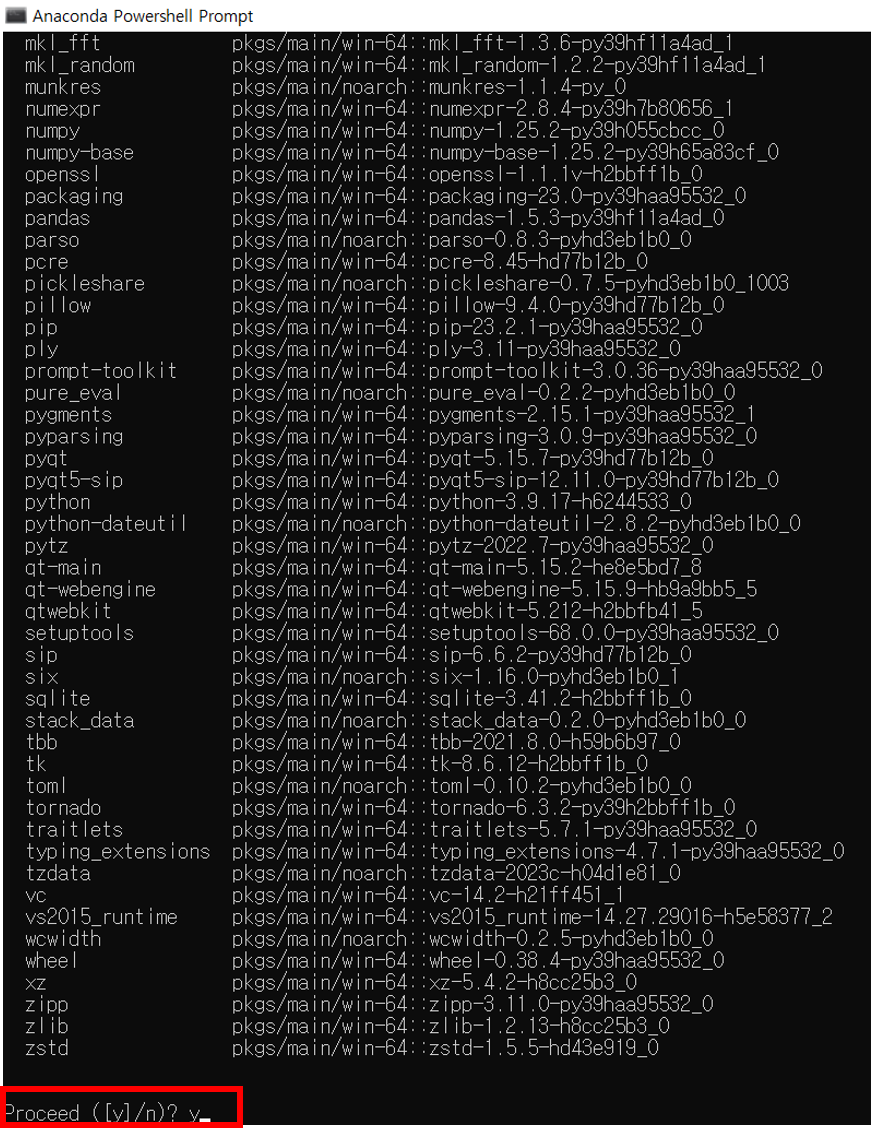 Anaconda Powershell Prompt
mkl_fft pkgs/main/win-64::mkl_fft-1.3.6-py39hf11a4ad_1
mkl_random pkgs/main/win-64::mkl_random-1.2.2-py39hf11a4ad_1
munkres pkgs/main/noarch::munkres-1.1.4-py_0
numexpr pkgs/main/win-64::numexpr-2.8.4-py39h7b80656_1
numpy pkgs/main/win-64::numpy-1.25.2-py39h055cbcc_0
numpy-base pkgs/main/win-64::numpy-base-1.25.2-py39h65a83cf_0
openssl pkgs/main/win-64::openssl-1.1.1v-h2bbff1b_0
packaging pkgs/main/win-64::packaging-23.0-py39haa95532_0
pandas pkgs/main/win-64::pandas-1.5.3-py39hf11a4ad_0
parso pkgs/main/noarch::parso-0.8.3-pyhd3eb1b0_0
pcre pkgs/main/win-64::pcre-8.45-hd77b12b_0
pickleshare pkgs/main/noarch::pickleshare-0.7.5-pyhd3eb1b0_1003
pillow pkgs/main/win-64::pillow-9.4.0-py39hd77b12b_0
pip pkgs/main/win-64::pip-23.2.1-py39haa95532_0
ply pkgs/main/win-64::ply-3.11-py39haa95532_0
prompt-toolkit pkgs/main/win-64::prompt-toolkit-3.0.36-py39haa95532_0
pure_eval pkgs/main/noarch::pure_eval-0.2.2-pyhd3eb1b0_0
pygments pkgs/main/win-64::pygments-2.15.1-py39haa95532_1
pyparsing pkgs/main/win-64::pyparsing-3.0.9-py39haa95532_0
pyqt pkgs/main/win-64::pyqt-5.15.7-py39hd77b12b_0
pyqt5-sip pkgs/main/win-64::pyqt5-sip-12.11.0-py39hd77b12b_0
python pkgs/main/win-64::python-3.9.17-h6244533_0
python-dateutil pkgs/main/noarch::python-dateutil-2.8.2-pyhd3eb1b0_0
pytz pkgs/main/win-64::pytz-2022.7-py39haa95532_0
qt-main pkgs/main/win-64::qt-main-5.15.2-he8e5bd7_8
qt-webengine pkgs/main/win-64::qt-webengine-5.15.9-hb9a9bb5_5
qtwebkit pkgs/main/win-64::qtwebkit-5.212-h2bbfb41_5
setuptools pkgs/main/win-64::setuptools-68.0.0-py39haa95532_0
sip pkgs/main/win-64::sip-6.6.2-py39hd77b12b_0
six pkgs/main/noarch::six-1.16.0-pyhd3eb1b0_1
sqlite pkgs/main/win-64::sqlite-3.41.2-h2bbff1b_0
stack_data pkgs/main/noarch::stack_data-0.2.0-pyhd3eb1b0_0
tbb pkgs/main/win-64::tbb-2021.8.0-h59b6b97_0
tk pkgs/main/win-64::tk-8.6.12-h2bbff1b_0
toml pkgs/main/noarch::toml-0.10.2-pyhd3eb1b0_0
tornado pkgs/main/win-64::tornado-6.3.2-py39h2bbff1b_0
traitlets pkgs/main/win-64::traitlets-5.7.1-py39haa95532_0
typing_extensions pkgs/main/win-64::typing_extensions-4.7.1-py39haa95532_0
tzdata pkgs/main/noarch::tzdata-2023c-h04d1e81_0
vc pkgs/main/win-64::vc-14.2-h21ff451_1
vs2015_runtime pkgs/main/win-64::vs2015_runtime-14.27.29016-h5e58377_2
wcwidth pkgs/main/noarch::wcwidth-0.2.5-pyhd3eb1b0_0
wheel pkgs/main/win-64::wheel-0.38.4-py39haa95532_0
xz pkgs/main/win-64::xz-5.4.2-h8cc25b3_0
zipp pkgs/main/win-64::zipp-3.11.0-py39haa95532_0
zlib pkgs/main/win-64::zlib-1.2.13-h8cc25b3_0
zstd pkgs/main/win-64::zstd-1.5.5-hd43e919_0
Proceed ([y]/n)? y